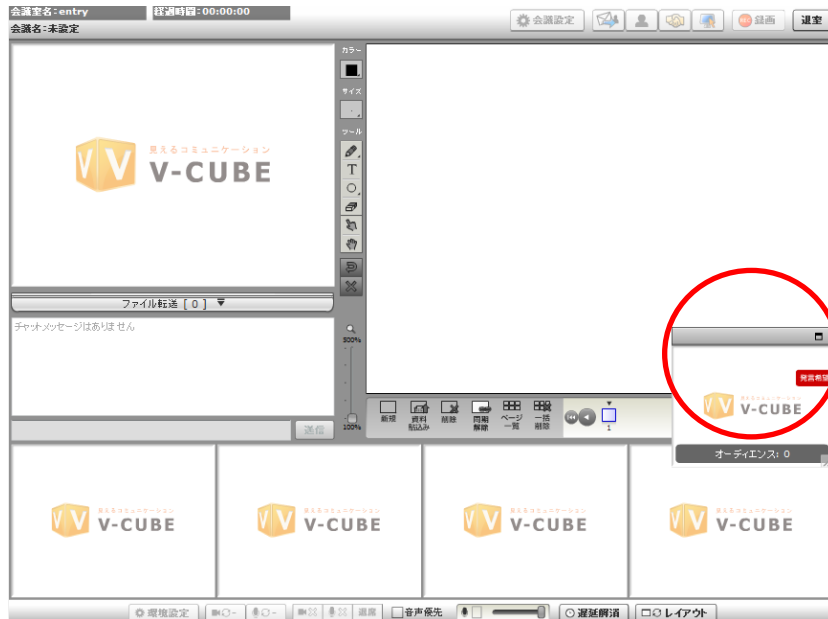 会議室名:entry 経過時間:00:00:00
会議名:未設定
会議設定 録画 退室
カラー
サイズ
ツール
T
見えるコミュニケーション
V-CUBE
ファイル転送 [ 0 ] ▼
チャットメッセージはありません
800%
100%
送信
新規 資料貼込み 削除 同期解除 ページ一覧 一括削除
1
発言希望
見えるコミュニケーション
V-CUBE
オーディエンス: 0
見えるコミュニケーション
V-CUBE
見えるコミュニケーション
V-CUBE
見えるコミュニケーション
V-CUBE
見えるコミュニケーション
V-CUBE
環境設定 退席 音声優先 遅延解消 レイアウト